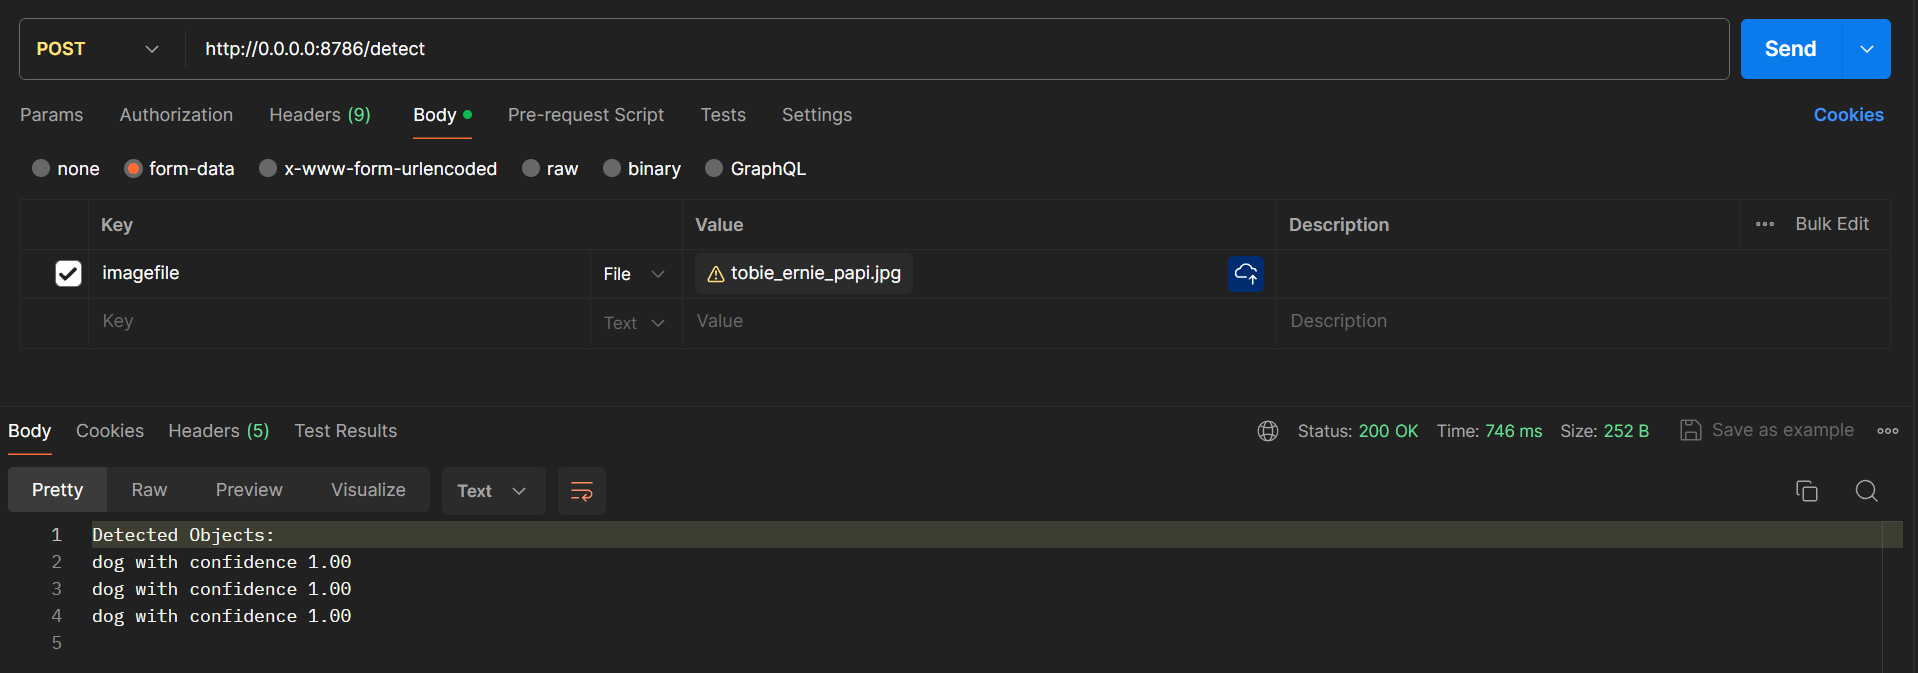 POST http://0.0.0.0:8786/detect Send
Params Authorization Headers (9) Body Pre-request Script Tests Settings Cookies
none form-data x-www-form-urlencoded raw binary GraphQL
Key Value Description Bulk Edit
imagefile File tobie_ernie_papi.jpg
Key Text Value Description
Body Cookies Headers (5) Test Results Status: 200 OK Time: 746 ms Size: 252 B Save as example
Pretty Raw Preview Visualize Text
1 Detected Objects:
2 dog with confidence 1.00
3 dog with confidence 1.00
4 dog with confidence 1.00
5